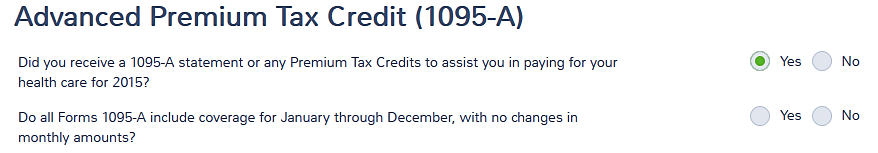 Advanced Premium Tax Credit (1095-A)
Did you receive a 1095-A statement or any Premium Tax Credits to assist you in paying for your Yes No
health care for 2015?
Do all Forms 1095-A include coverage for January through December, with no changes in Yes No
monthly amounts?